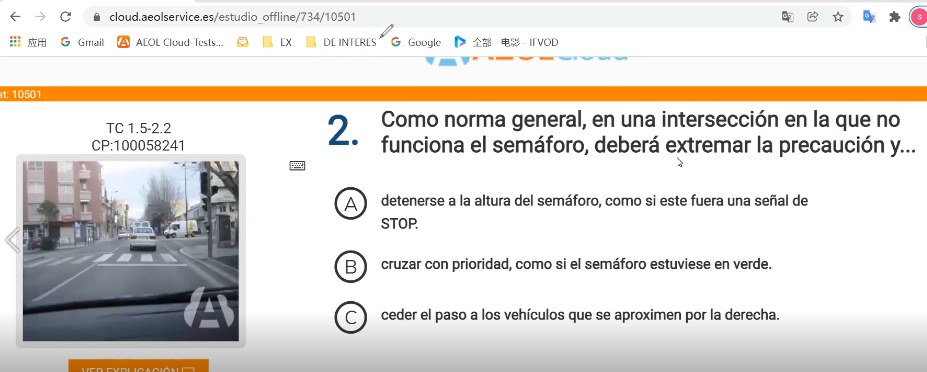 cloud.aeolservice.es/estudio_offline/734/10501
应用 Gmail AEOL Cloud-Tests... EX DE INTERES Google 全部 - 电影 - IFVOD
st: 10501 .
TC 1.5-2.2
CP:100058241
2. Como norma general, en una intersección en la que no
funciona el semáforo, deberá extremar la precaución y...
A detenerse a la altura del semáforo, como si este fuera una señal de
STOP.
B cruzar con prioridad, como si el semáforo estuviese en verde.
C ceder el paso a los vehículos que se aproximen por la derecha.
VER EXPLICACIÓN